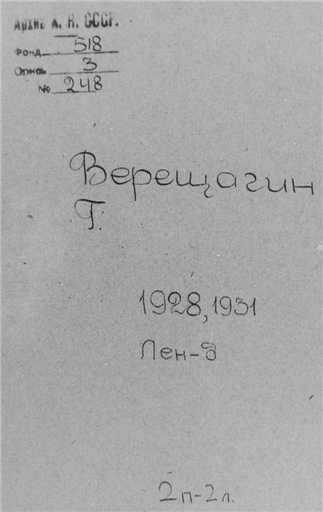 Архив А. Н. СССР.
Фонд 518
Опись 3
№ 248
Верещагин
Г.
1928, 1931
Лен-д
2п-2л.